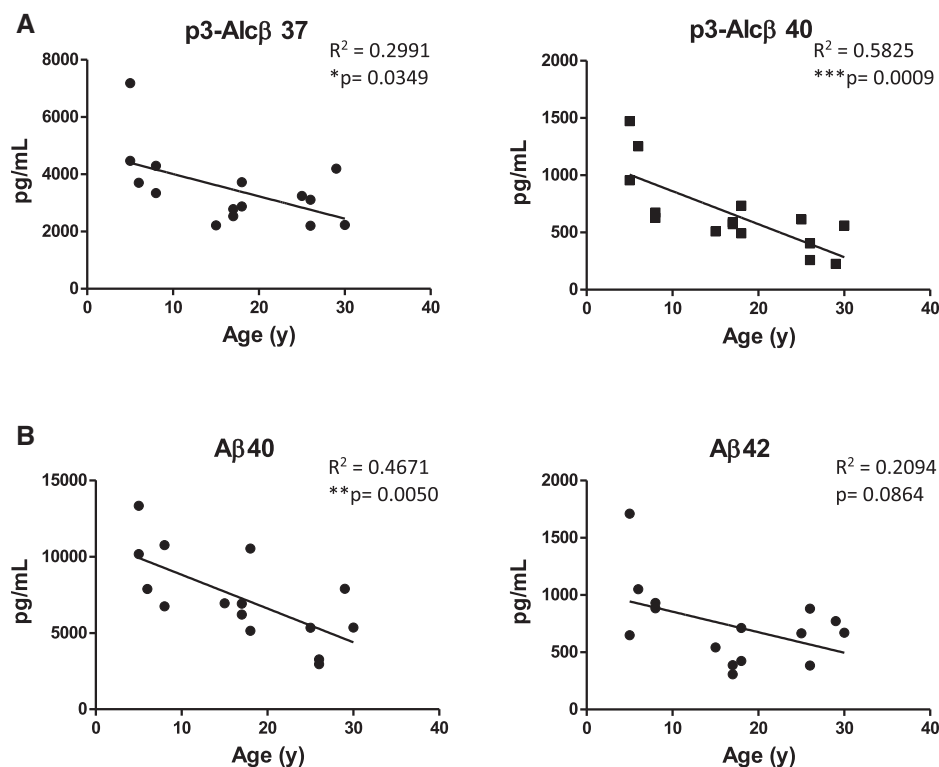 A
p3-Alcβ 37
R² = 0.2991
*p= 0.0349
8000
6000
4000
2000
0
pg/mL
0 10 20 30 40
Age (y)
p3-Alcβ 40
R² = 0.5825
***p= 0.0009
2000
1500
1000
500
0
pg/mL
0 10 20 30 40
Age (y)
B
Aβ40
R² = 0.4671
**p= 0.0050
15000
10000
5000
0
pg/mL
0 10 20 30 40
Age (y)
Aβ42
R² = 0.2094
p= 0.0864
2000
1500
1000
500
0
pg/mL
0 10 20 30 40
Age (y)